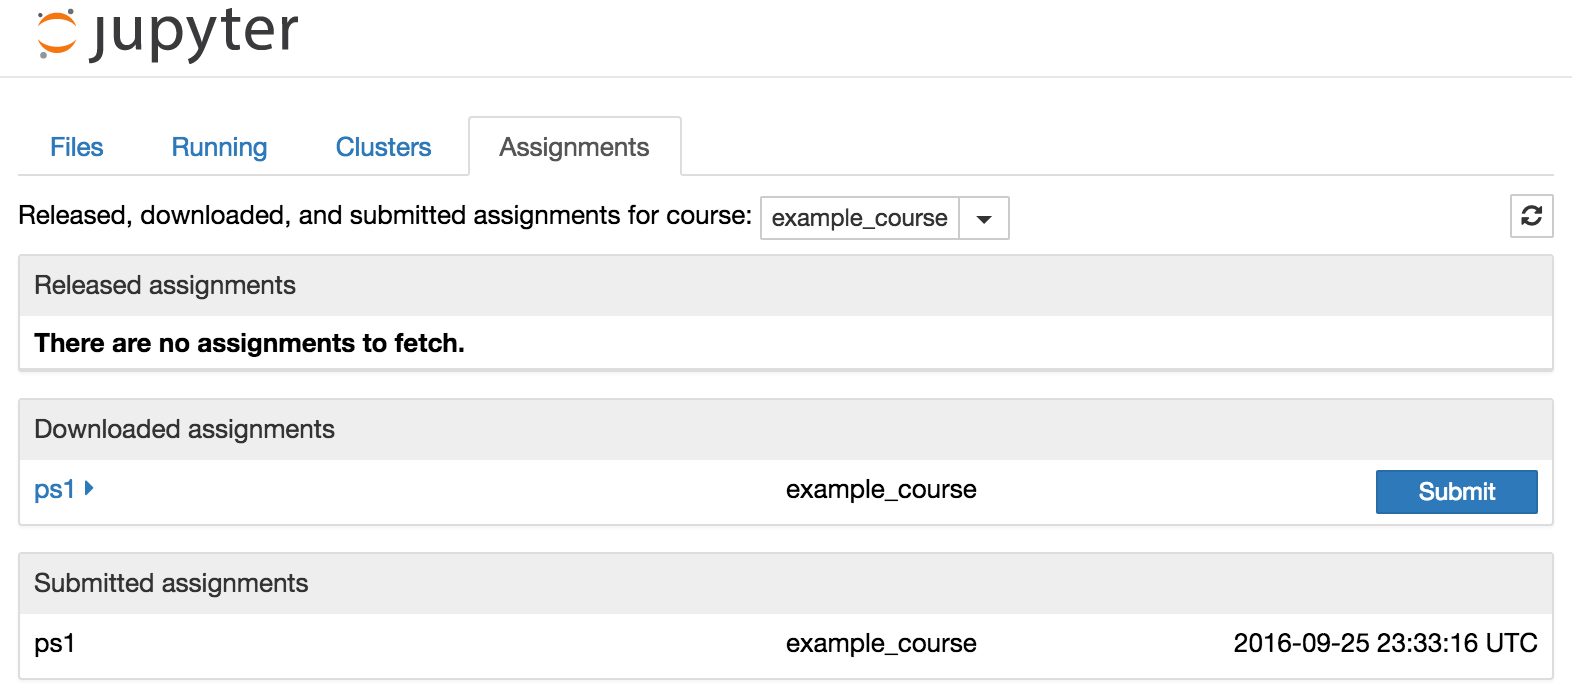 jupyter
Files Running Clusters Assignments
Released, downloaded, and submitted assignments for course: example_course
Released assignments
There are no assignments to fetch.
Downloaded assignments
ps1 example_course Submit
Submitted assignments
ps1 example_course 2016-09-25 23:33:16 UTC